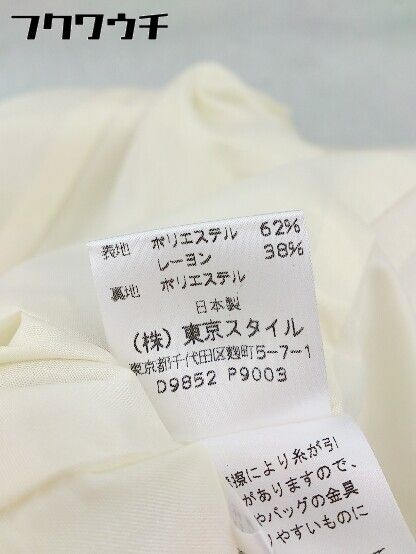 フクワウチ
表地 ポリエステル 62%
レーヨン 38%
裏地 ポリエステル
日本製
(株) 東京スタイル
東京都千代田区麹町5-7-1
D9852 P9003
擦により糸が引
がありますので、
やバッグの金具
りやすいものに